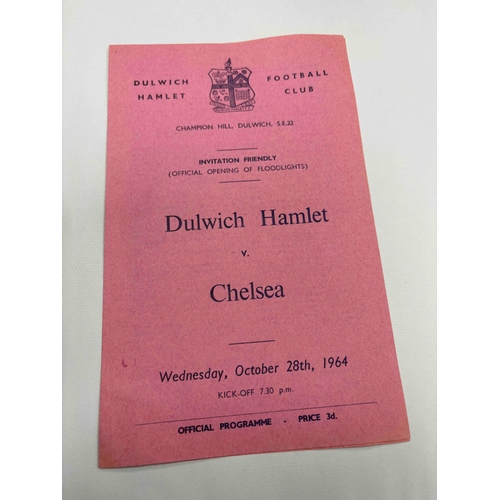 DULWICH FOOTBALL
HAMLET CLUB
CHAMPION HILL, DULWICH, S.E.22
INVITATION FRIENDLY
(OFFICIAL OPENING OF FLOODLIGHTS)
Dulwich Hamlet
v.
Chelsea
Wednesday, October 28th, 1964
KICK-OFF 7.30 p.m.
OFFICIAL PROGRAMME - PRICE 3d.